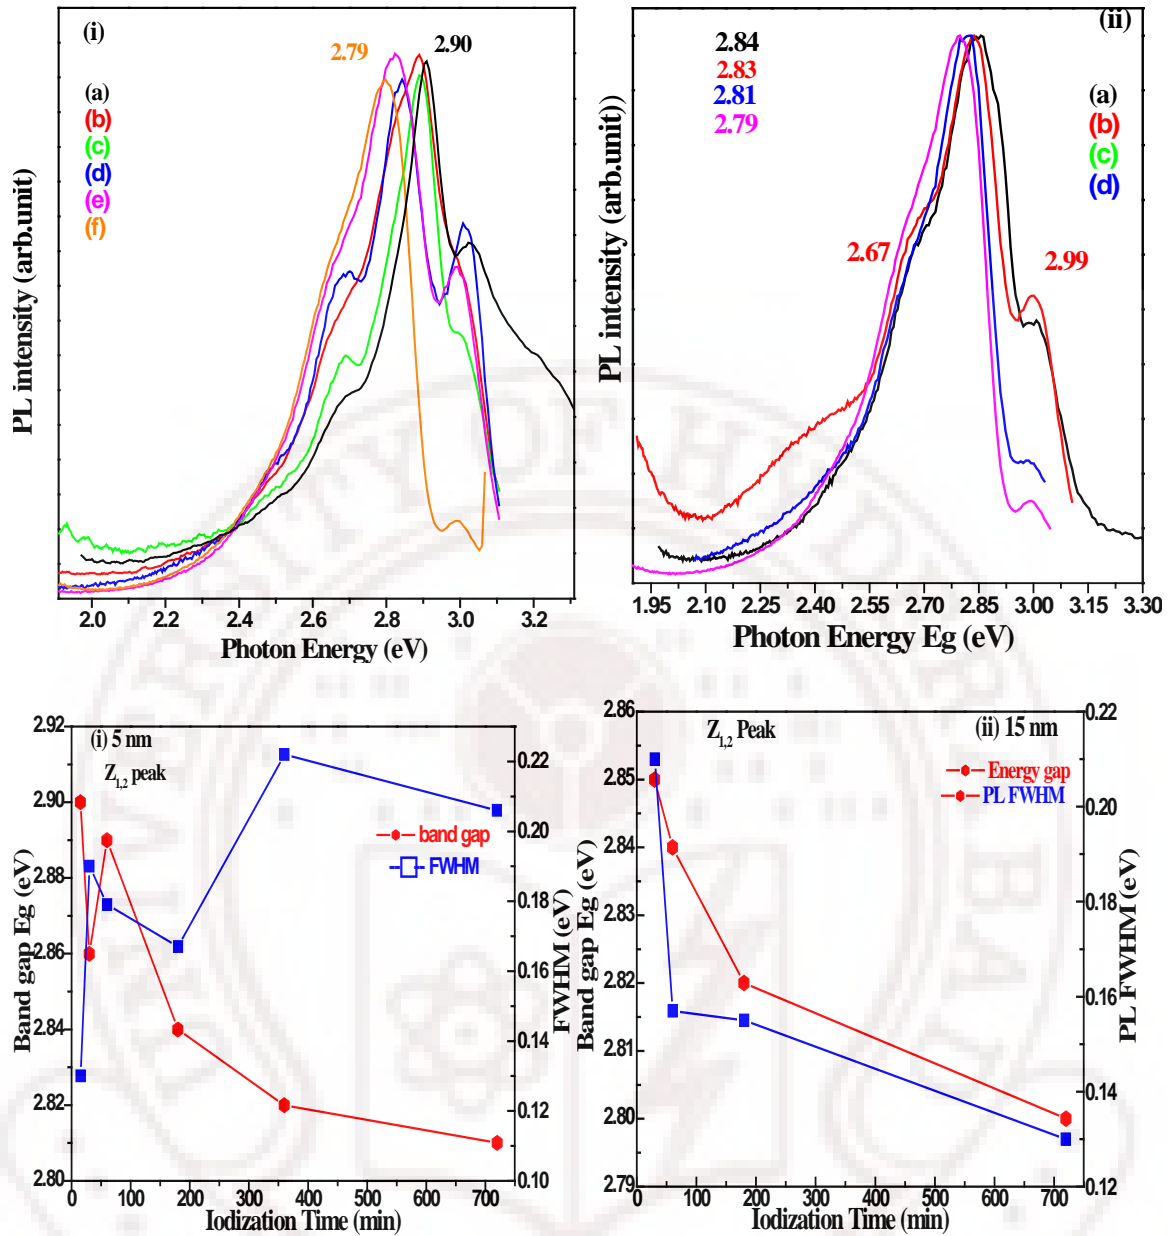 (i)
2.79
2.90
(a)
(b)
(c)
(d)
(e)
(f)
PL intensity (arb.unit)
2.0 2.2 2.4 2.6 2.8 3.0 3.2
Photon Energy (eV)
(ii)
2.84
2.83
2.81
2.79
(a)
(b)
(c)
(d)
2.67
2.99
PL intensity (arb.unit))
1.95 2.10 2.25 2.40 2.55 2.70 2.85 3.00 3.15 3.30
Photon Energy Eg (eV)
(i) 5 nm
Z1,2 peak
band gap
FWHM
2.92
2.90
2.88
2.86
2.84
2.82
2.80
Band gap Eg (eV)
0.22
0.20
0.18
0.16
0.14
0.12
0.10
FWHM (eV)
0 100 200 300 400 500 600 700
Iodization Time (min)
Z1,2 Peak
(ii) 15 nm
Energy gap
PL FWHM
2.86
2.85
2.84
2.83
2.82
2.81
2.80
2.79
Band gap Eg (eV)
0.22
0.20
0.18
0.16
0.14
0.12
PL FWHM (eV)
0 100 200 300 400 500 600 700
Iodization Time (min)